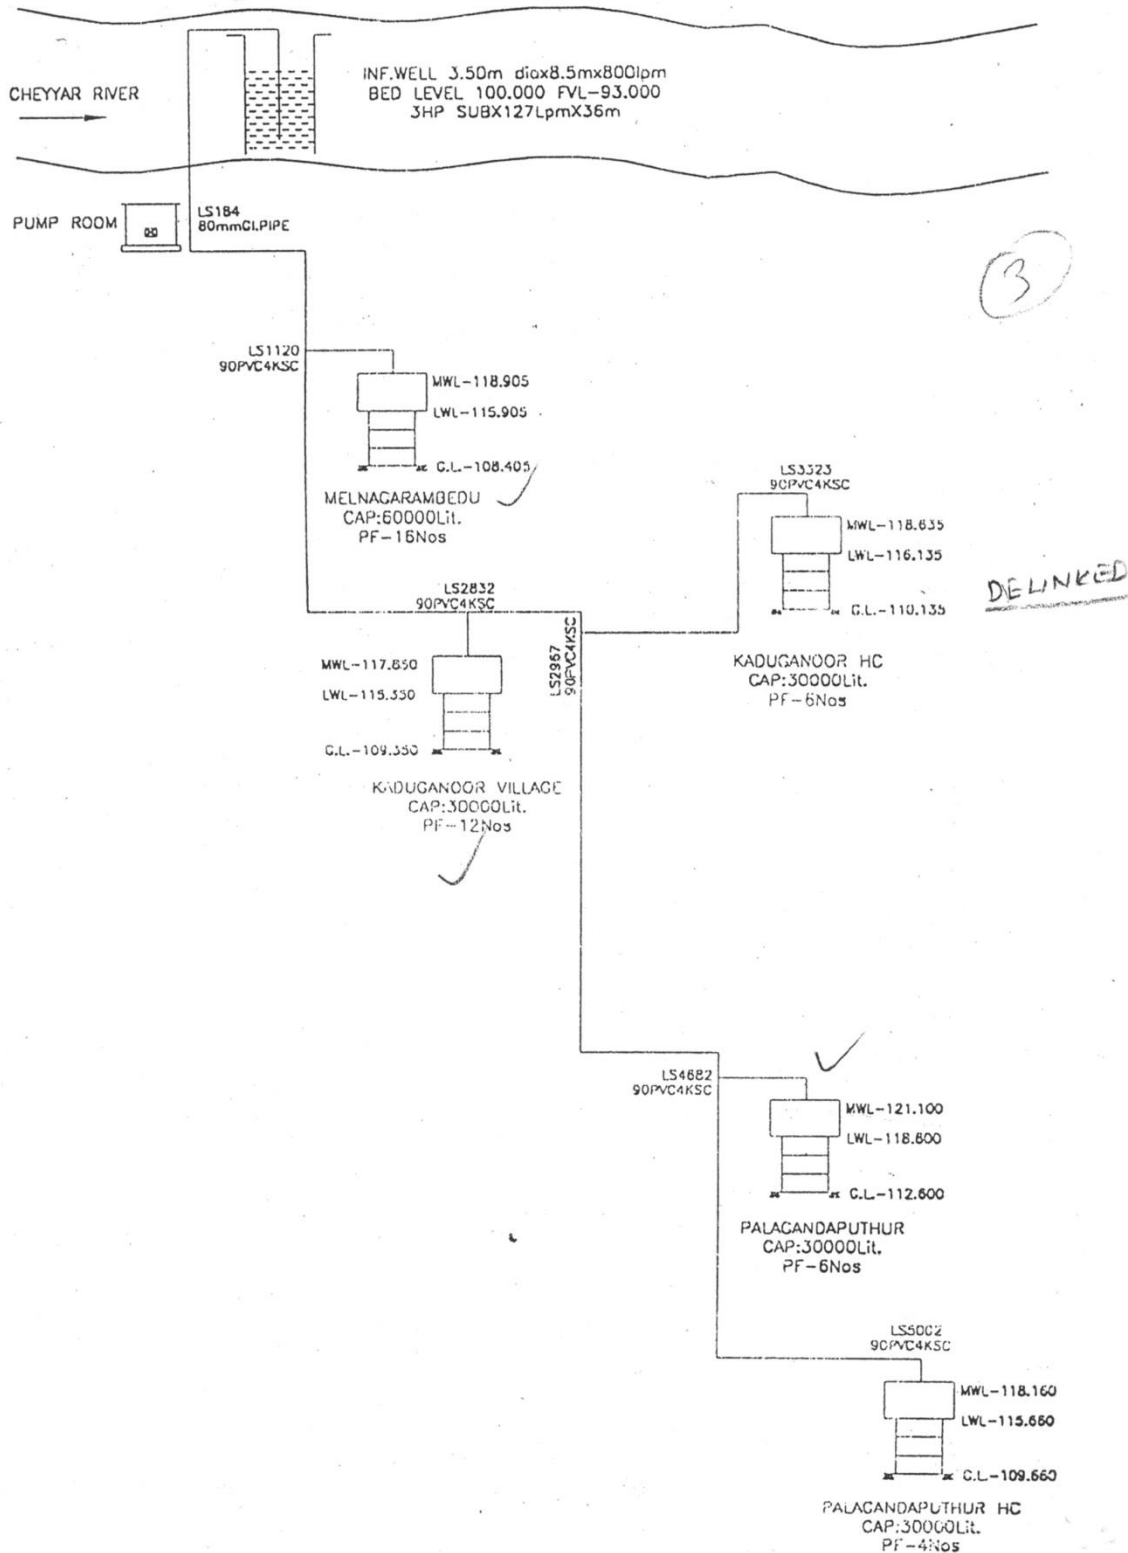 CHEYYAR RIVER
INF.WELL 3.50m diax8.5mx800lpm
BED LEVEL 100.000 FVL-93.000
3HP SUBX127LpmX36m
PUMP ROOM
LS184
80mmGI.PIPE
3
LS1120
90PVC4KSC
MWL-118.905
LWL-115.905
G.L.-108.405
MELNAGARAMBEDU
CAP:60000Lit.
PF-16Nos
LS3323
90PVC4KSC
MWL-118.635
LWL-116.135
G.L.-110.135
DELINKED
KADUGANOOR HC
CAP:30000Lit.
PF-6Nos
LS2832
90PVC4KSC
LS2967
90PVC4KSC
MWL-117.850
LWL-115.350
G.L.-109.350
KADUGANOOR VILLAGE
CAP:30000Lit.
PF-12Nos
LS4682
90PVC4KSC
MWL-121.100
LWL-118.600
G.L.-112.600
PALAGANDAPUTHUR
CAP:30000Lit.
PF-6Nos
LS5002
90PVC4KSC
MWL-118.160
LWL-115.660
G.L.-109.660
PALAGANDAPUTHUR HC
CAP:30000Lit.
PF-4Nos